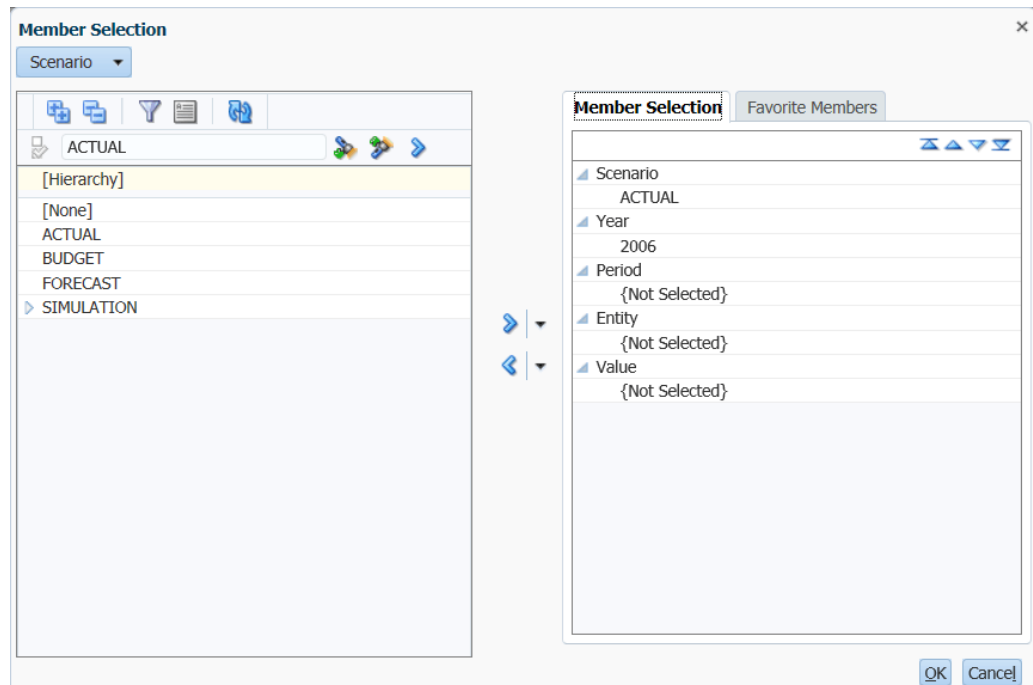 Member Selection
Scenario
ACTUAL
[Hierarchy]
[None]
ACTUAL
BUDGET
FORECAST
SIMULATION
Member Selection Favorite Members
Scenario
ACTUAL
Year
2006
Period
{Not Selected}
Entity
{Not Selected}
Value
{Not Selected}
OK Cancel